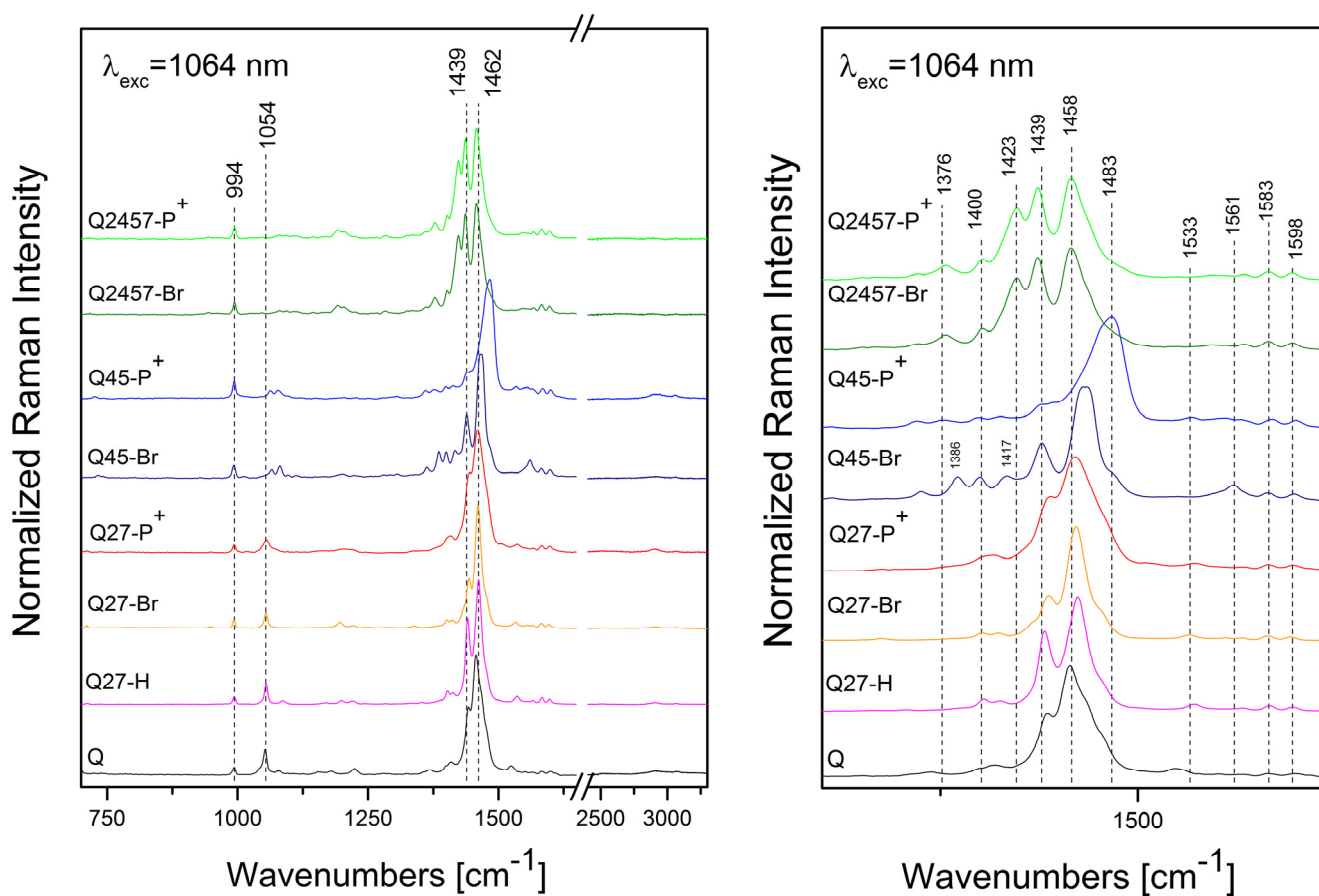 λexc=1064 nm
994
1054
1439
1462
Q2457-P+
Q2457-Br
Q45-P+
Q45-Br
Q27-P+
Q27-Br
Q27-H
Q
Normalized Raman Intensity
750
1000
1250
1500
2500
3000
Wavenumbers [cm-1]
λexc=1064 nm
1376
1400
1423
1439
1458
1483
1533
1561
1583
1598
Q2457-P+
Q2457-Br
Q45-P+
Q45-Br
1386
1417
Q27-P+
Q27-Br
Q27-H
Q
Normalized Raman Intensity
1500
Wavenumbers [cm-1]